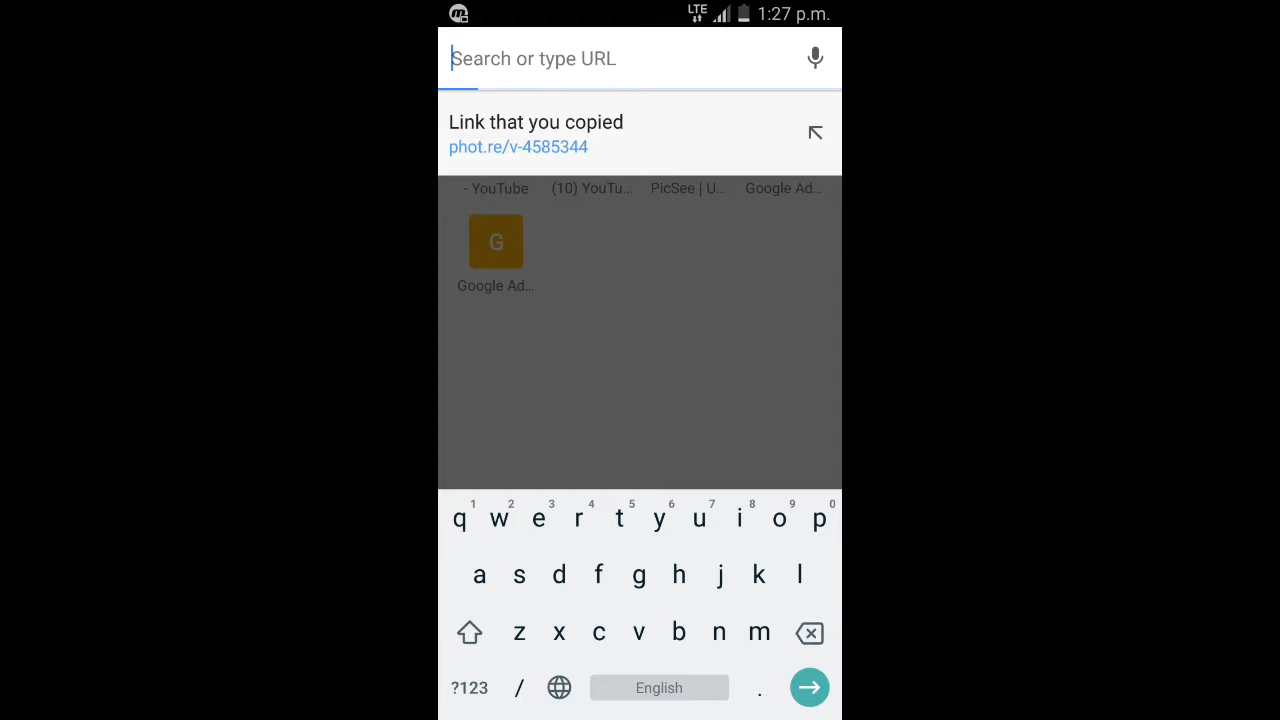 LTE 1:27 p.m.
Search or type URL
Link that you copied
phot.re/v-4585344
- YouTube (10) YouTu... PicSee | U... Google Ad...
G
Google Ad...
1 2 3 4 5 6 7 8 9 0
q w e r t y u i o p
a s d f g h j k l
z x c v b n m
?123 / English .